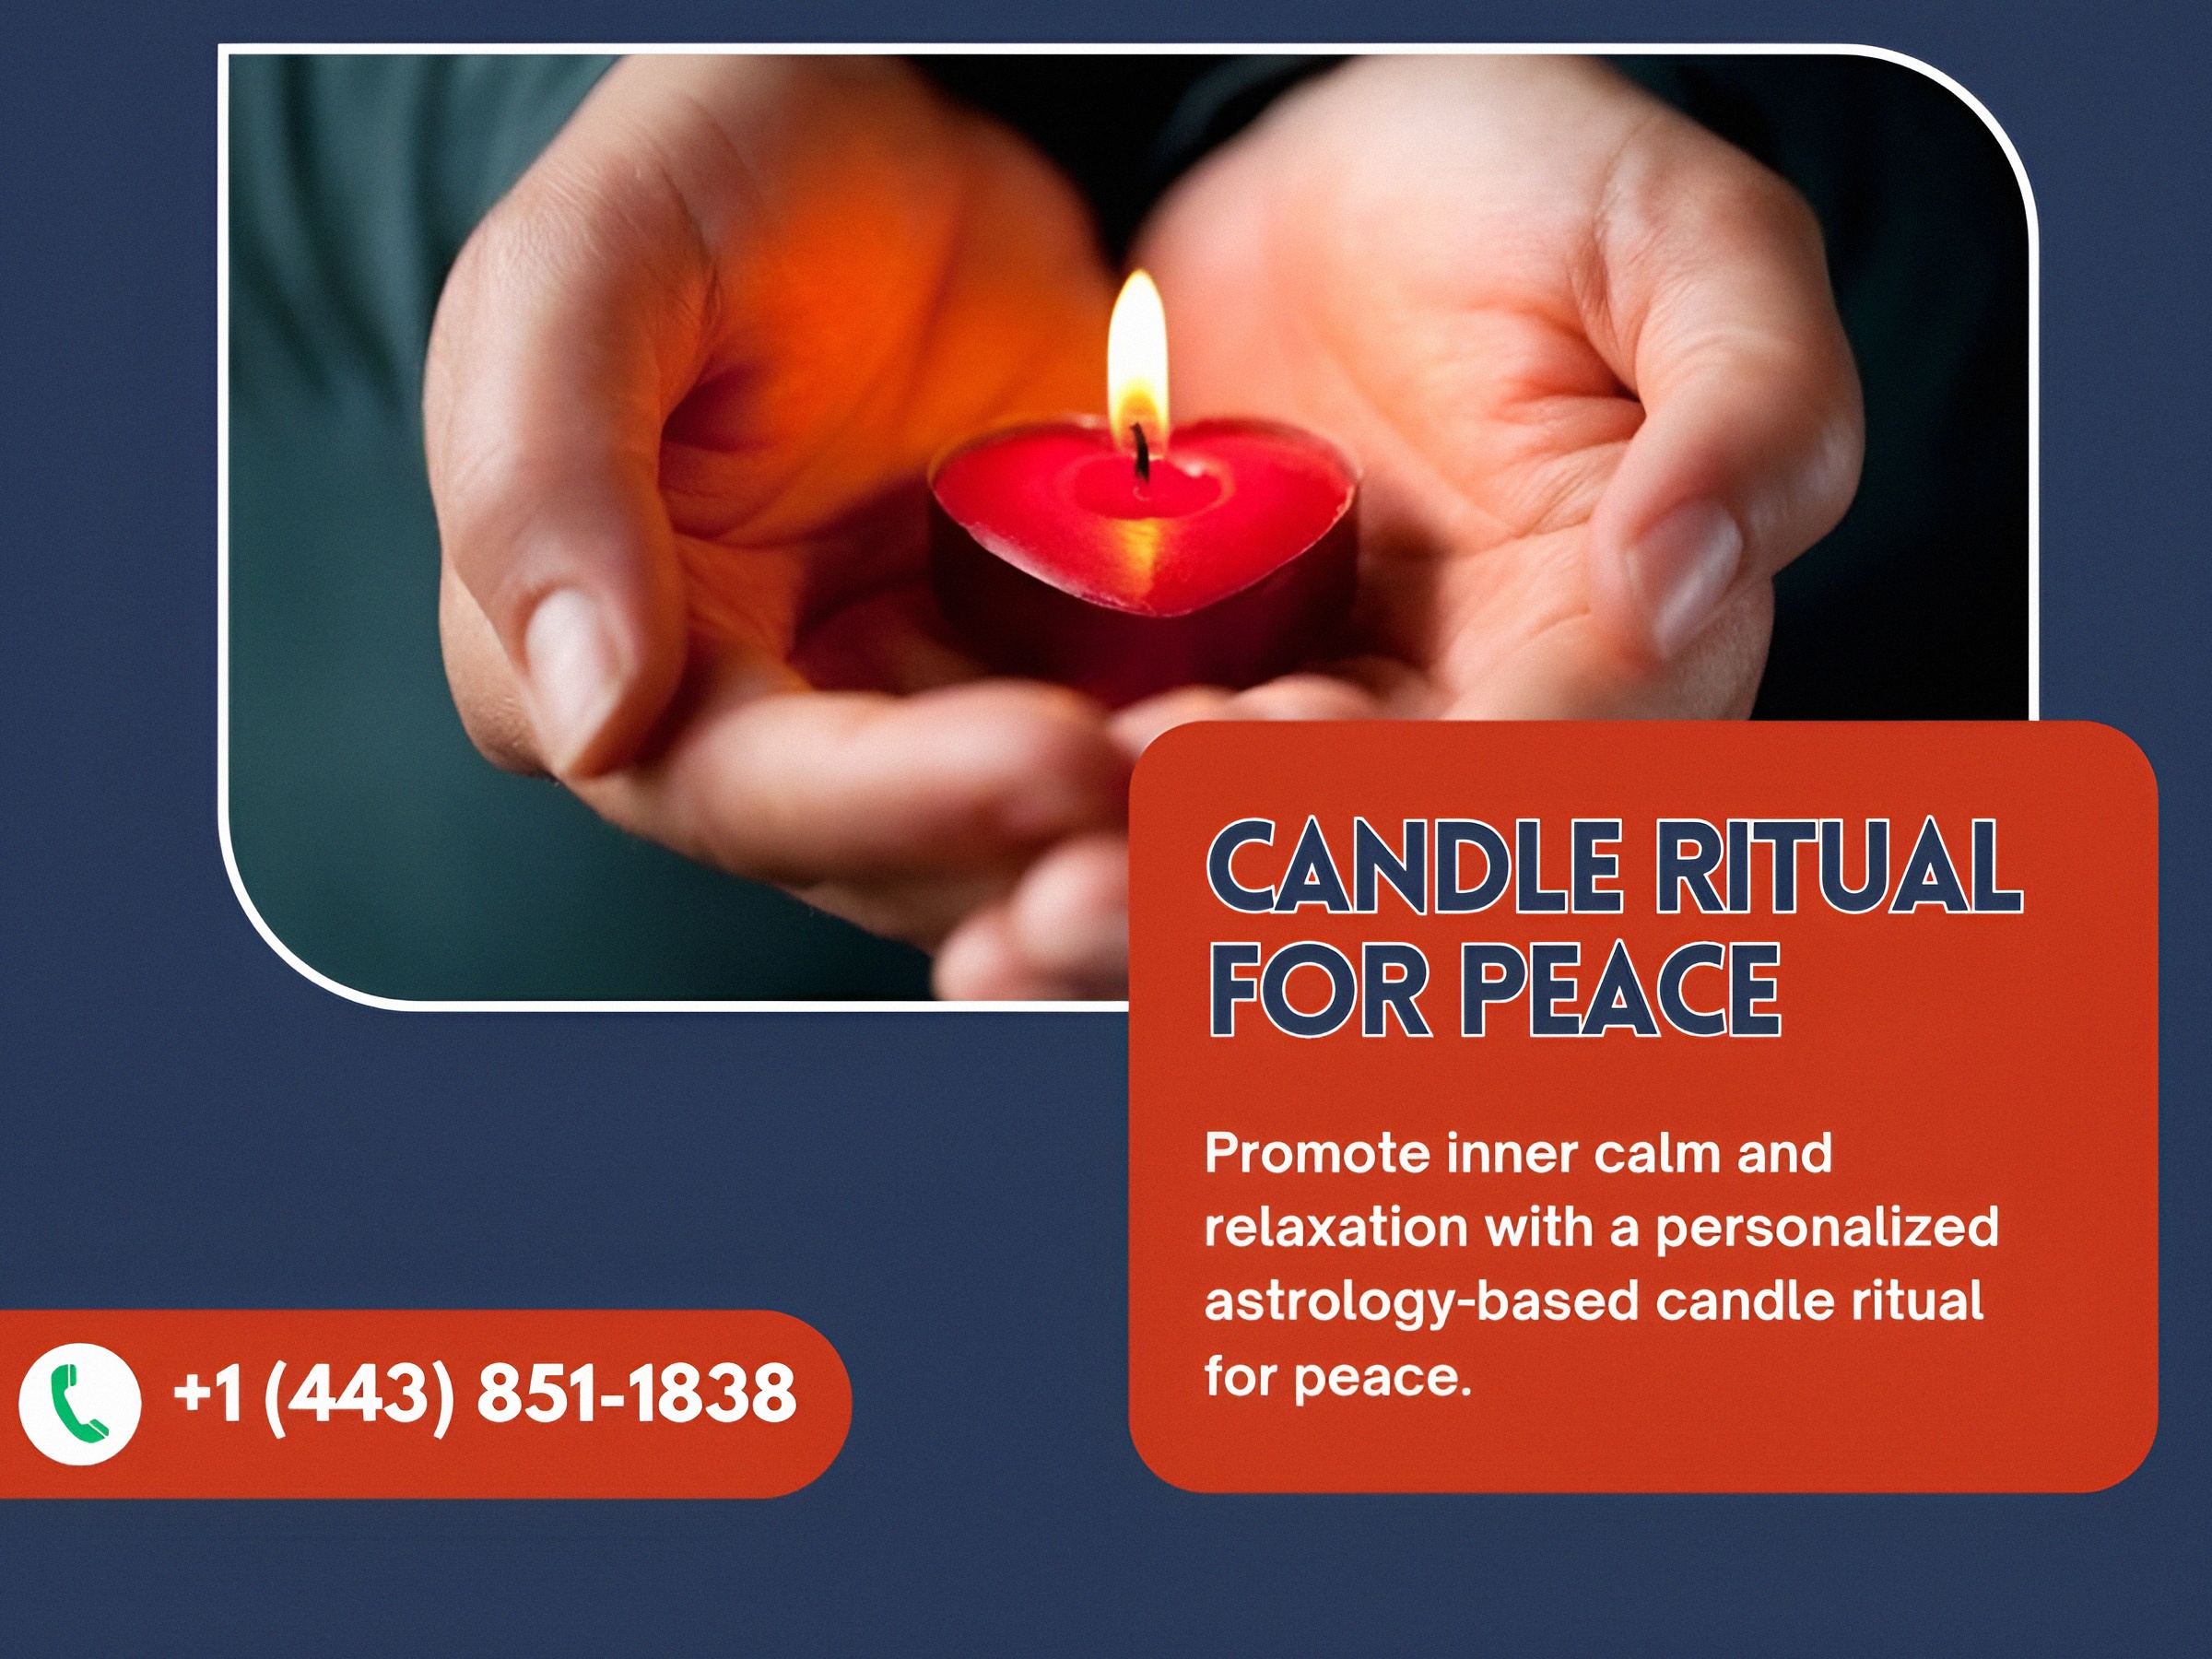 CANDLE RITUAL
FOR PEACE
Promote inner calm and
relaxation with a personalized
astrology-based candle ritual
for peace.
+1 (443) 851-1838